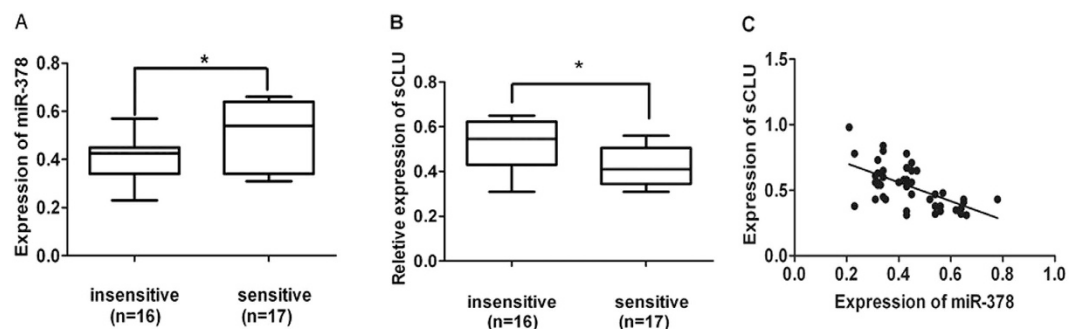 A
Expression of miR-378
0.8
0.6
0.4
0.2
0.0
*
insensitive
(n=16)
sensitive
(n=17)
B
Reletive expression of sCLU
0.8
0.6
0.4
0.2
0.0
*
insensitive
(n=16)
sensitive
(n=17)
C
Expression of sCLU
1.5
1.0
0.5
0.0
0.0 0.2 0.4 0.6 0.8 1.0
Expression of miR-378